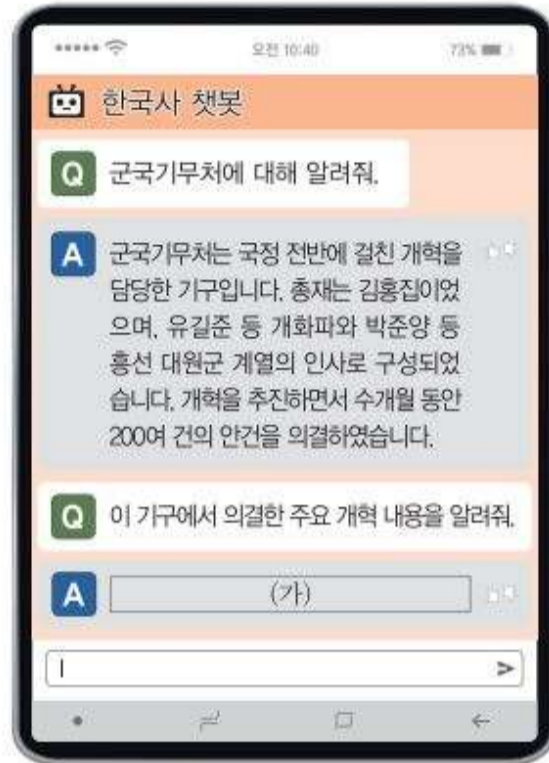 오전 10:40
73%
한국사 챗봇
Q 군국기무처에 대해 알려줘.
A 군국기무처는 국정 전반에 걸친 개혁을
담당한 기구입니다. 총재는 김홍집이었
으며, 유길준 등 개화파와 박준양 등
흥선 대원군 계열의 인사로 구성되었
습니다. 개혁을 추진하면서 수개월 동안
200여 건의 안건을 의결하였습니다.
Q 이 기구에서 의결한 주요 개혁 내용을 알려줘.
A (가)